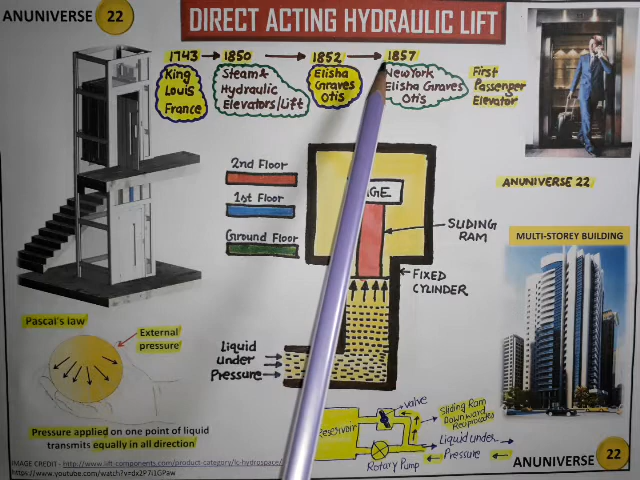 ANUNIVERSE 22
DIRECT ACTING HYDRAULIC LIFT
1743 → 1850 → 1852 → 1857
King
Louis
France
Steam &
Hydraulic
Elevators/Lift
Elisha
Graves
Otis
New York
Elisha Graves
Otis
First
Passenger
Elevator
ANUNIVERSE 22
2nd Floor
1st Floor
Ground Floor
SLIDING
RAM
FIXED
CYLINDER
MULTI-STOREY BUILDING
Pascal's law
External
pressure
Liquid
under
Pressure
Pressure applied on one point of liquid
transmits equally in all direction
valve
Sliding Ram
Downward
Reciprocates
Reservoir
Liquid under
Pressure
Rotary Pump
IMAGE CREDIT - http://www.lift-components.com/product-category/lc-hydrospace/
https://www.youtube.com/watch?v=dx2P7i1GPaw
ANUNIVERSE 22